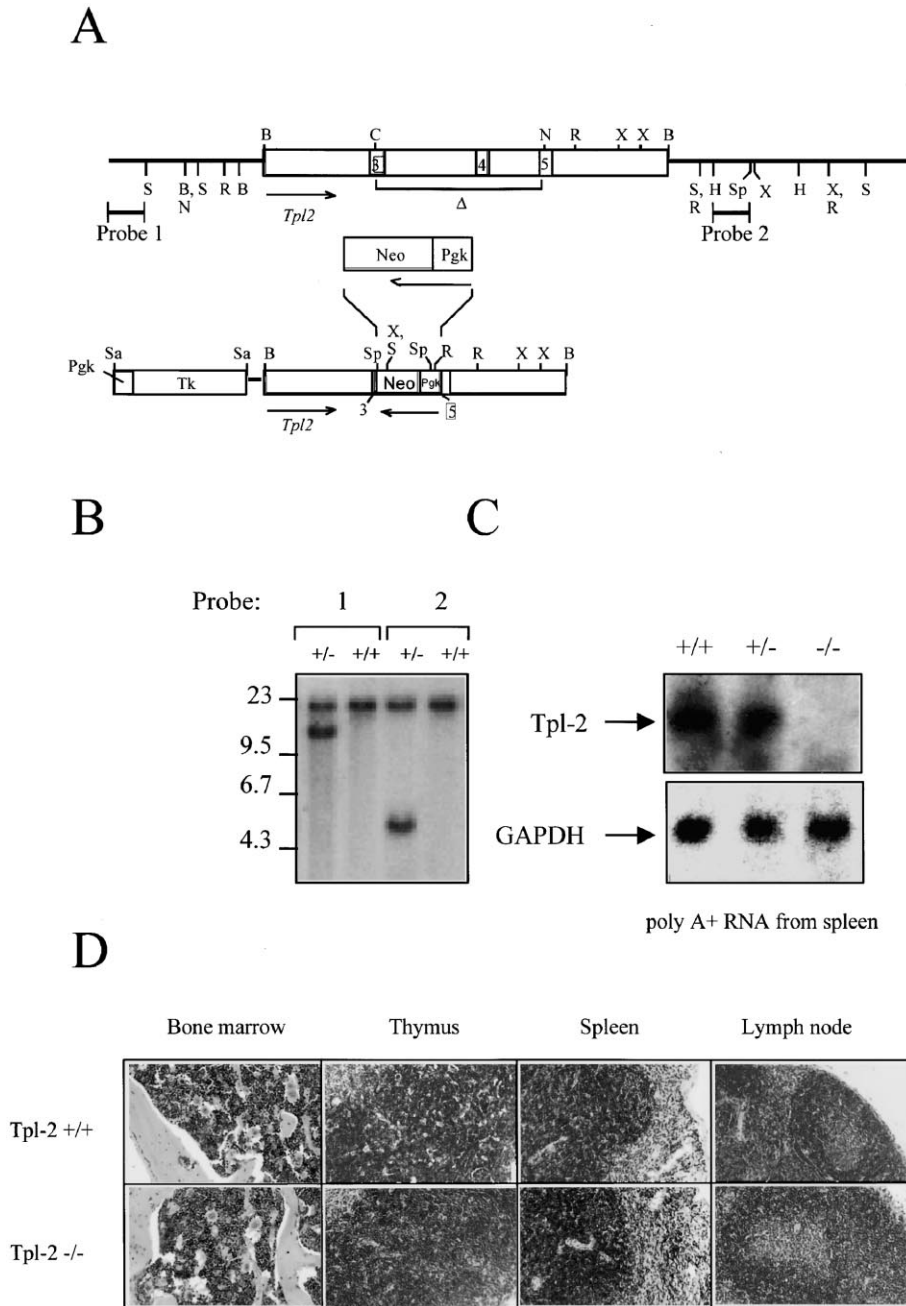 A
B C N R X X B
3 4 5
S B, S R B S, H Sp X H X, S
N R R
Tpl2 Δ
Probe 1 Probe 2
Neo Pgk
X,
Sa Sa B Sp S Sp R R X X B
Pgk
Tk Neo Pgk
Tpl2 3 5
B C
Probe: 1 2
+/- +/+ +/- +/+
+/+ +/- -/-
23
9.5
6.7
4.3
Tpl-2
GAPDH
poly A+ RNA from spleen
D
Bone marrow Thymus Spleen Lymph node
Tpl-2 +/+
Tpl-2 -/-